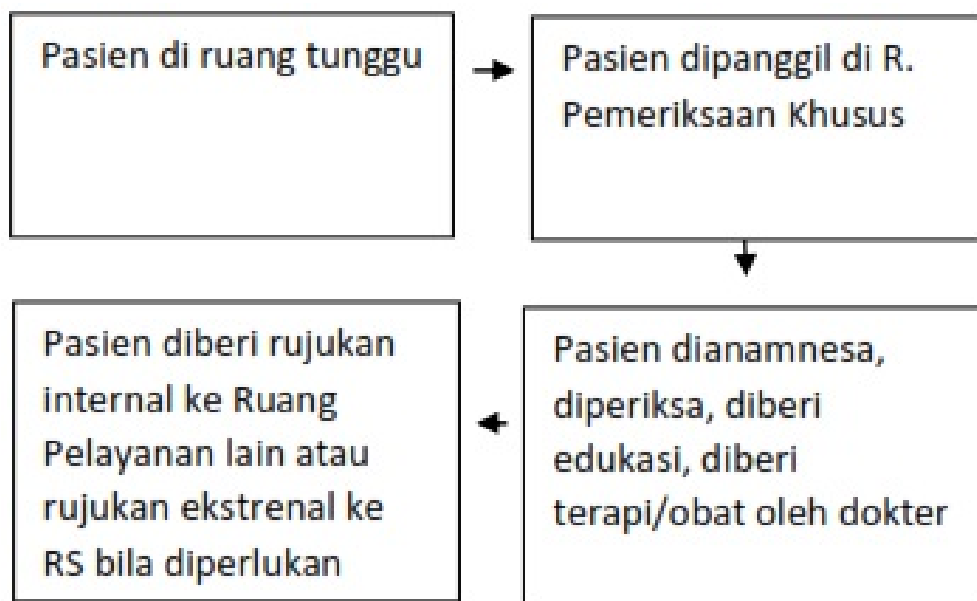 Pasien di ruang tunggu
Pasien dipanggil di R.
Pemeriksaan Khusus
Pasien dianamnesa,
diperiksa, diberi
edukasi, diberi
terapi/obat oleh dokter
Pasien diberi rujukan
internal ke Ruang
Pelayanan lain atau
rujukan ekstrenal ke
RS bila diperlukan